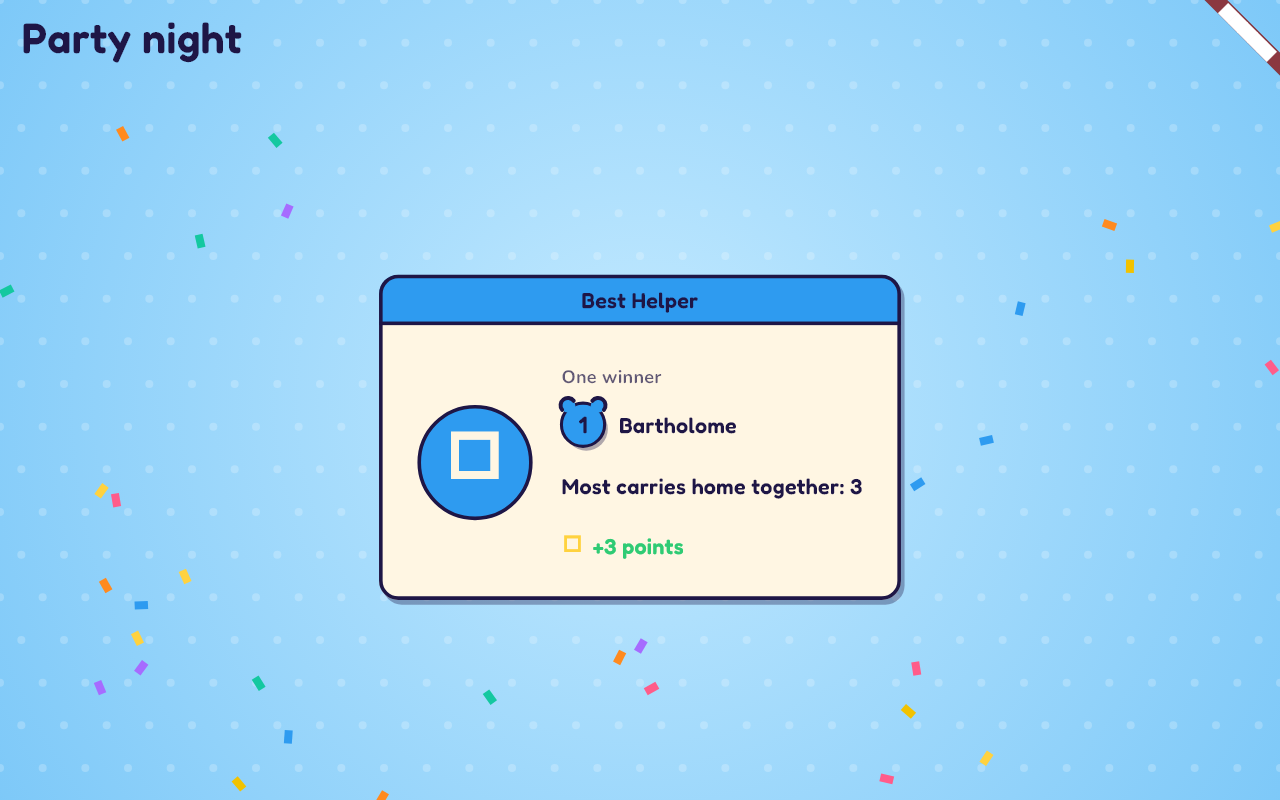 Party night
Best Helper
One winner
1 Bartholome
Most carries home together: 3
+3 points